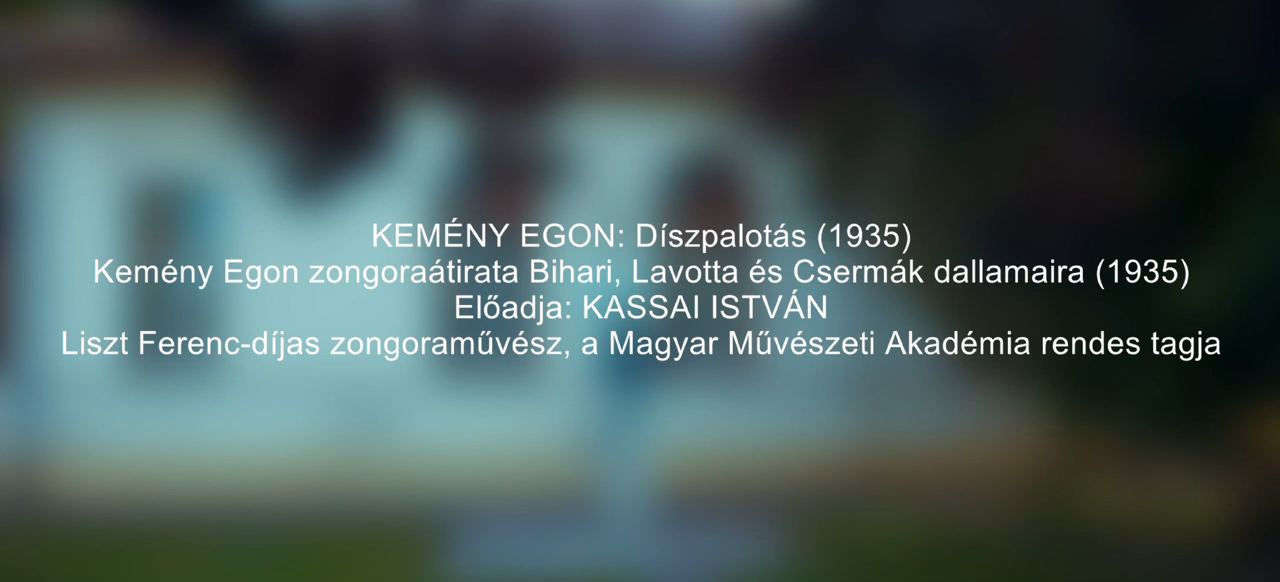 KEMÉNY EGON: Díszpalotás (1935)
Kemény Egon zongoraátirata Bihari, Lavotta és Csermák dallamaira (1935)
Előadja: KASSAI ISTVÁN
Liszt Ferenc-díjas zongoraművész, a Magyar Művészeti Akadémia rendes tagja